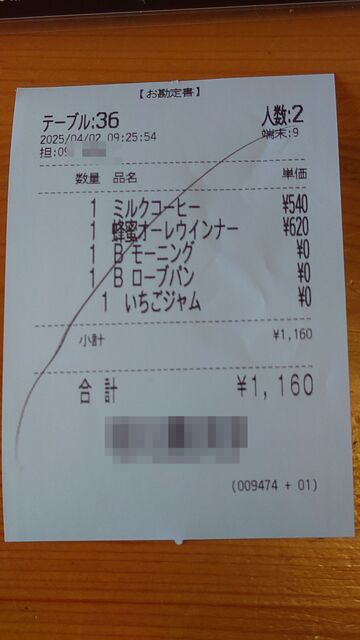 【お勘定書】
テーブル:36 人数:2
2025/04/02 09:25:54 端末:9
担:09
数量 品名 単価
1 ミルクコーヒー ¥540
1 蜂蜜オーレウインナー ¥620
1 B モーニング ¥0
1 B ローブパン ¥0
1 いちごジャム ¥0
小計 ¥1,160
合計 ¥1,160
(009474 + 01)